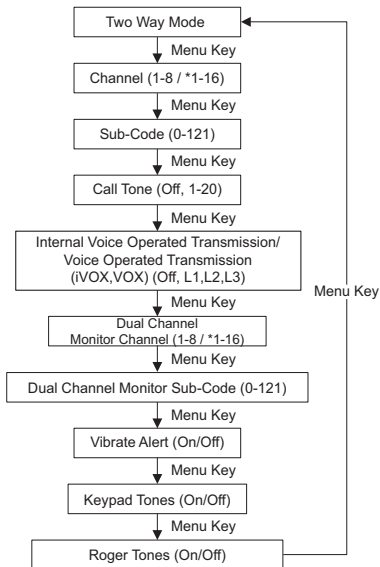 Two Way Mode
Menu Key
Channel (1-8 / *1-16)
Menu Key
Sub-Code (0-121)
Menu Key
Call Tone (Off, 1-20)
Menu Key
Internal Voice Operated Transmission/
Voice Operated Transmission
(iVOX,VOX) (Off, L1,L2,L3)
Menu Key
Menu Key
Dual Channel
Monitor Channel (1-8 / *1-16)
Menu Key
Dual Channel Monitor Sub-Code (0-121)
Menu Key
Vibrate Alert (On/Off)
Menu Key
Keypad Tones (On/Off)
Menu Key
Roger Tones (On/Off)